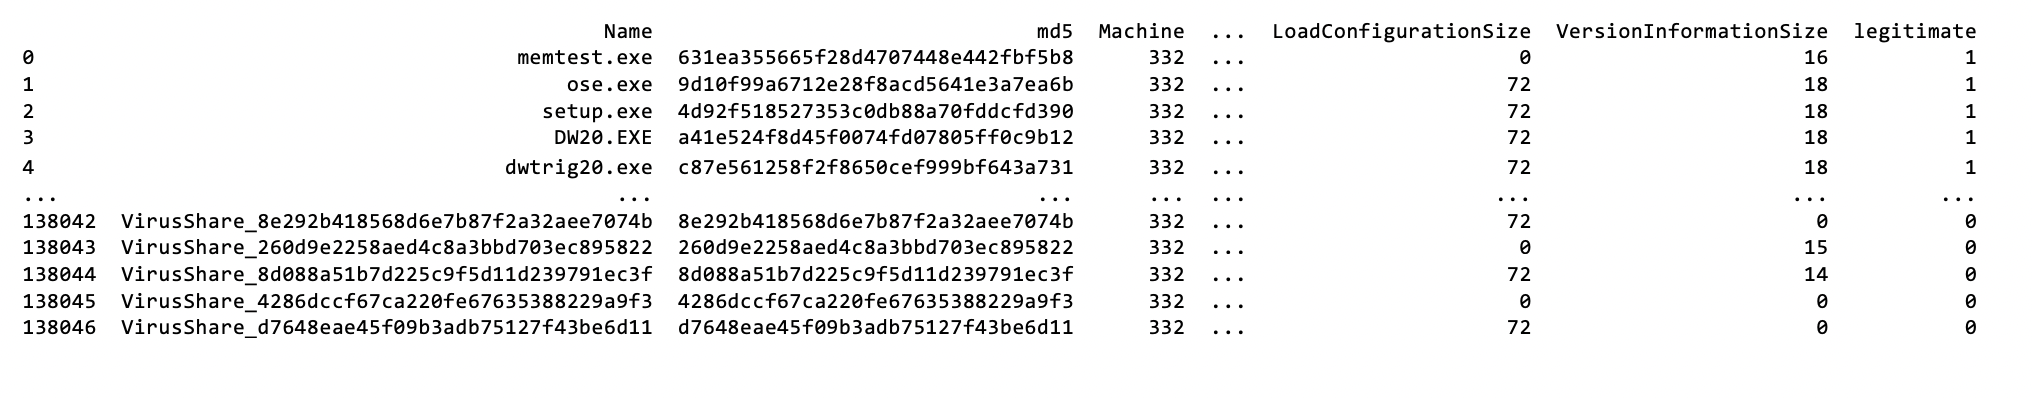 Name md5 Machine ... LoadConfigurationSize VersionInformationSize legitimate
0 memtest.exe 631ea355665f28d4707448e442fbf5b8 332 ... 0 16 1
1 ose.exe 9d10f99a6712e28f8acd5641e3a7ea6b 332 ... 72 18 1
2 setup.exe 4d92f518527353c0db88a70fddcfd390 332 ... 72 18 1
3 DW20.EXE a41e524f8d45f0074fd07805ff0c9b12 332 ... 72 18 1
4 dwtrig20.exe c87e561258f2f8650cef999bf643a731 332 ... 72 18 1
... ... ... ... ... ... ... ...
138042 VirusShare_8e292b418568d6e7b87f2a32aee7074b 8e292b418568d6e7b87f2a32aee7074b 332 ... 72 0 0
138043 VirusShare_260d9e2258aed4c8a3bbd703ec895822 260d9e2258aed4c8a3bbd703ec895822 332 ... 0 15 0
138044 VirusShare_8d088a51b7d225c9f5d11d239791ec3f 8d088a51b7d225c9f5d11d239791ec3f 332 ... 72 14 0
138045 VirusShare_4286dccf67ca220fe67635388229a9f3 4286dccf67ca220fe67635388229a9f3 332 ... 0 0 0
138046 VirusShare_d7648eae45f09b3adb75127f43be6d11 d7648eae45f09b3adb75127f43be6d11 332 ... 72 0 0